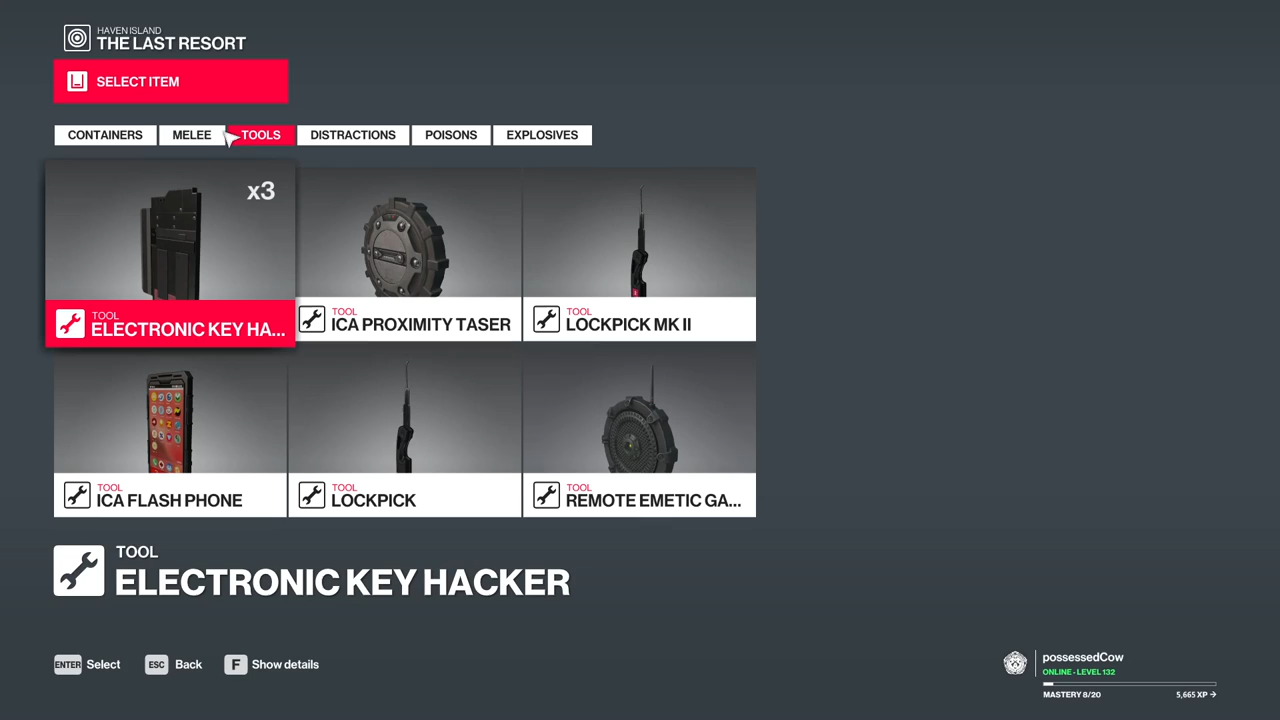 HAVEN ISLAND
THE LAST RESORT
SELECT ITEM
CONTAINERS MELEE TOOLS DISTRACTIONS POISONS EXPLOSIVES
x3
TOOL
ELECTRONIC KEY HA...
TOOL
ICA PROXIMITY TASER
TOOL
LOCKPICK MK II
TOOL
ICA FLASH PHONE
TOOL
LOCKPICK
TOOL
REMOTE EMETIC GA...
TOOL
ELECTRONIC KEY HACKER
ENTER Select ESC Back F Show details
possessedCow
ONLINE - LEVEL 132
MASTERY 8/20 5,665 XP →